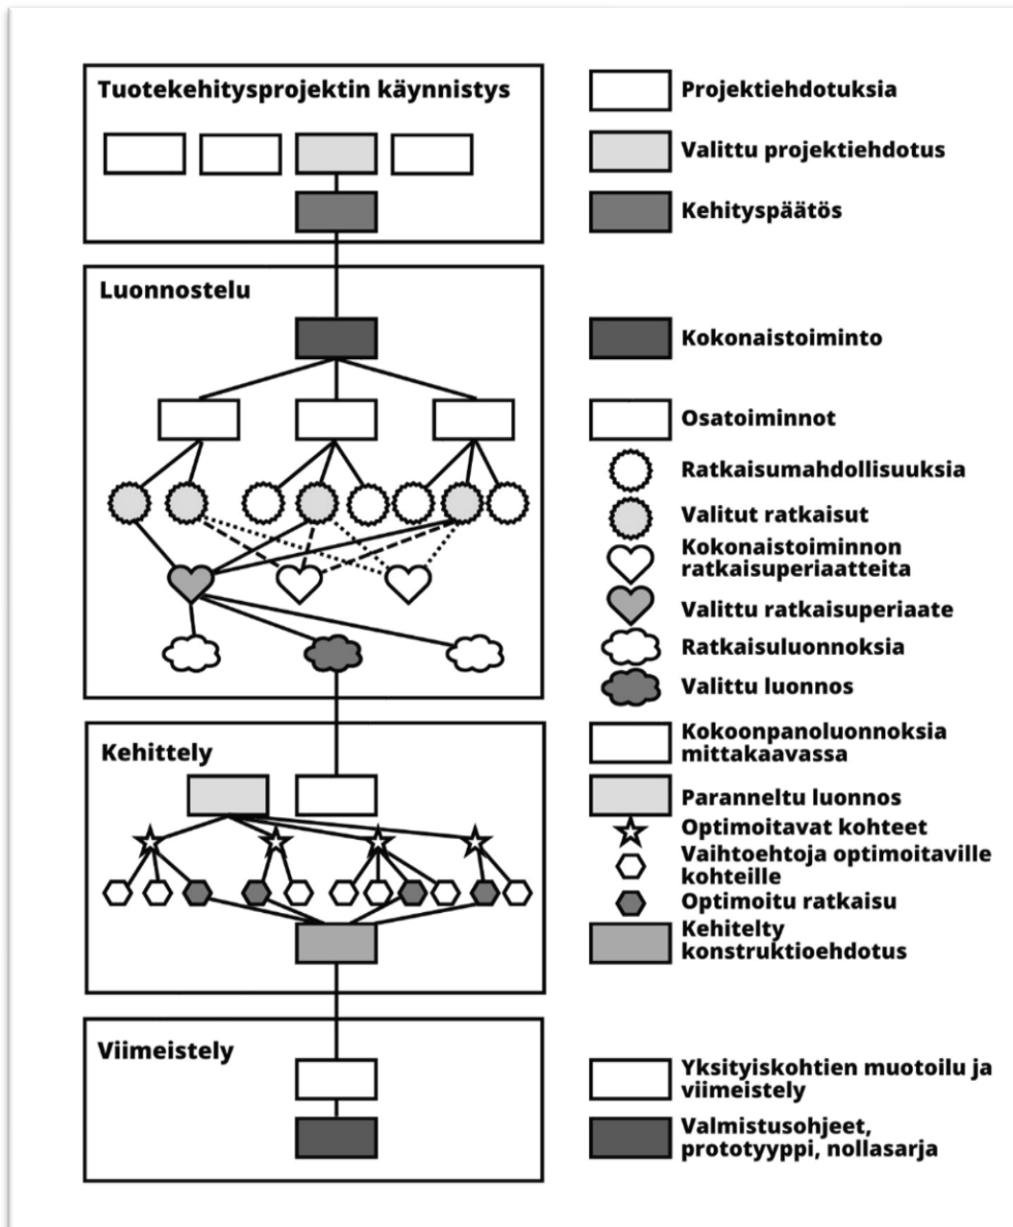 Tuotekehitysprojektin käynnistys
Projektiehdotuksia
Valittu projektiehdotus
Kehityspäätös
Luonnostelu
Kokonaistoiminto
Osatoiminnot
Ratkaisumahdollisuuksia
Valitut ratkaisut
Kokonaistoiminnon
ratkaisuperiaatteita
Valittu ratkaisuperiaate
Ratkaisuluonnoksia
Valittu luonnos
Kehittely
Kokoonpanoluonnoksia
mittakaavassa
Paranneltu luonnos
Optimoitavat kohteet
Vaihtoehtoja optimoitaville
kohteille
Optimoitu ratkaisu
Kehitelty
konstruktioehdotus
Viimeistely
Yksityiskohtien muotoilu ja
viimeistely
Valmistusohjeet,
prototyyppi, nollasarja